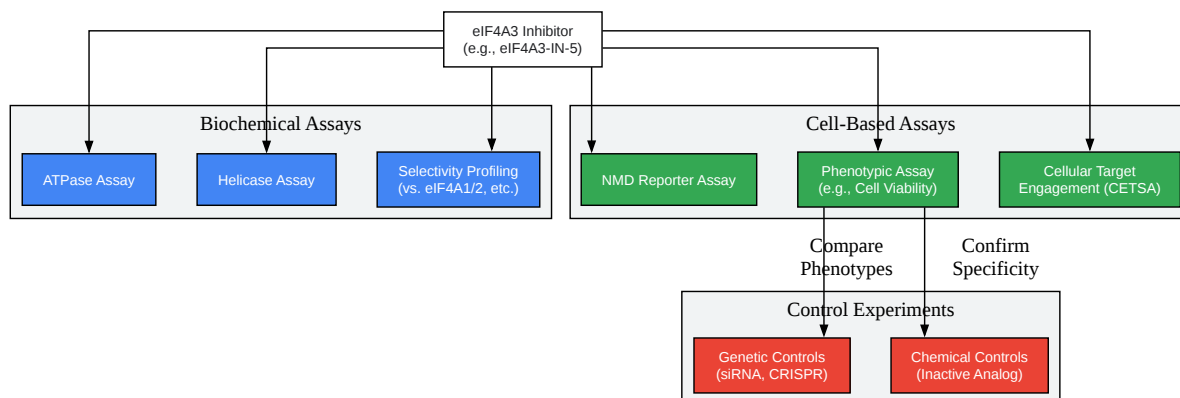 eIF4A3 Inhibitor
(e.g., eIF4A3-IN-5)
Biochemical Assays
Cell-Based Assays
ATPase Assay
Helicase Assay
Selectivity Profiling
(vs. eIF4A1/2, etc.)
NMD Reporter Assay
Phenotypic Assay
(e.g., Cell Viability)
Cellular Target
Engagement (CETSA)
Compare
Phenotypes
Confirm
Specificity
Control Experiments
Genetic Controls
(siRNA, CRISPR)
Chemical Controls
(Inactive Analog)